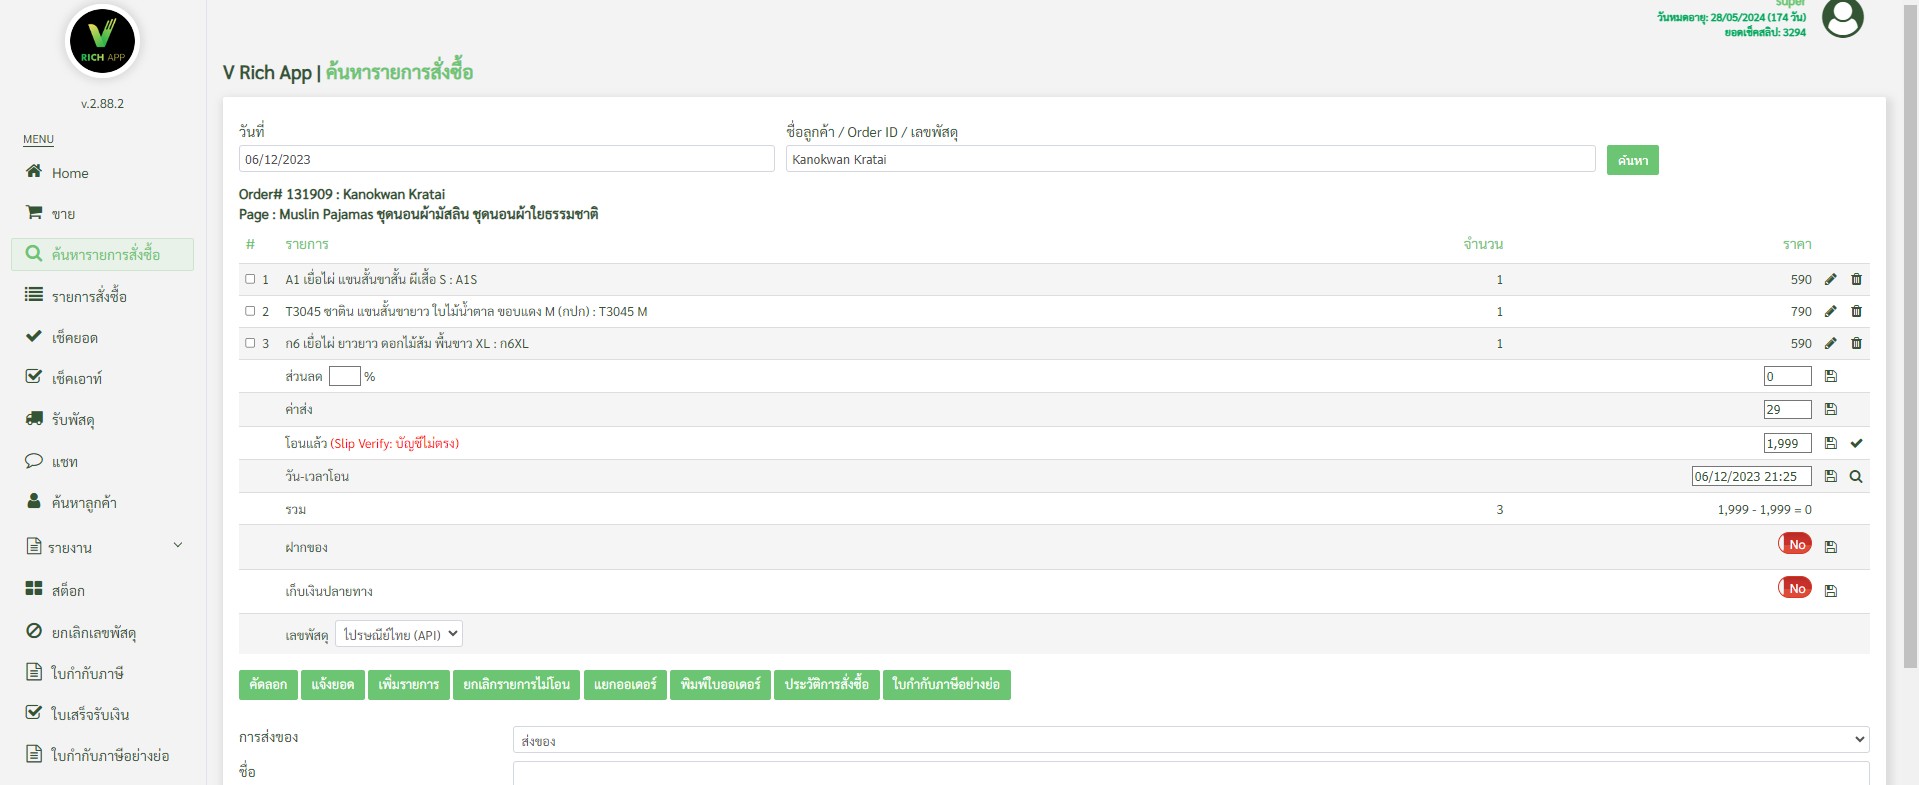 super
วันหมดอายุ: 28/05/2024 (174 วัน)
ยอดเช็คสลิป: 3294
V
RICH APP
v.2.88.2
MENU
Home
ขาย
ค้นหารายการสั่งซื้อ
รายการสั่งซื้อ
เช็คยอด
เช็คเอาท์
รับพัสดุ
แชท
ค้นหาลูกค้า
รายงาน
สต็อก
ยกเลิกเลขพัสดุ
ใบกำกับภาษี
ใบเสร็จรับเงิน
ใบกำกับภาษีอย่างย่อ
V Rich App | ค้นหารายการสั่งซื้อ
วันที่ ชื่อลูกค้า / Order ID / เลขพัสดุ
06/12/2023 Kanokwan Kratai ค้นหา
Order# 131909 : Kanokwan Kratai
Page : Muslin Pajamas ชุดนอนผ้ามัสลิน ชุดนอนผ้าใยธรรมชาติ
# รายการ จำนวน ราคา
1 A1 เยื่อไผ่ แขนสั้นขาสั้น ผีเสื้อ S : A1S 1 590
2 T3045 ซาติน แขนสั้นขายาว ใบไม้น้ำตาล ขอบแดง M (กปก) : T3045 M 1 790
3 ก6 เยื่อไผ่ ยาวยาว ดอกไม้ส้ม พื้นขาว XL : ก6XL 1 590
ส่วนลด % 0
ค่าส่ง 29
โอนแล้ว (Slip Verify: บัญชีไม่ตรง) 1,999
วัน-เวลาโอน 06/12/2023 21:25
รวม 3 1,999 - 1,999 = 0
ฝากของ No
เก็บเงินปลายทาง No
เลขพัสดุ ไปรษณีย์ไทย (API)
คัดลอก แจ้งยอด เพิ่มรายการ ยกเลิกรายการไม่โอน แยกออเดอร์ พิมพ์ใบออเดอร์ ประวัติการสั่งซื้อ ใบกำกับภาษีอย่างย่อ
การส่งของ ส่งของ
ชื่อ